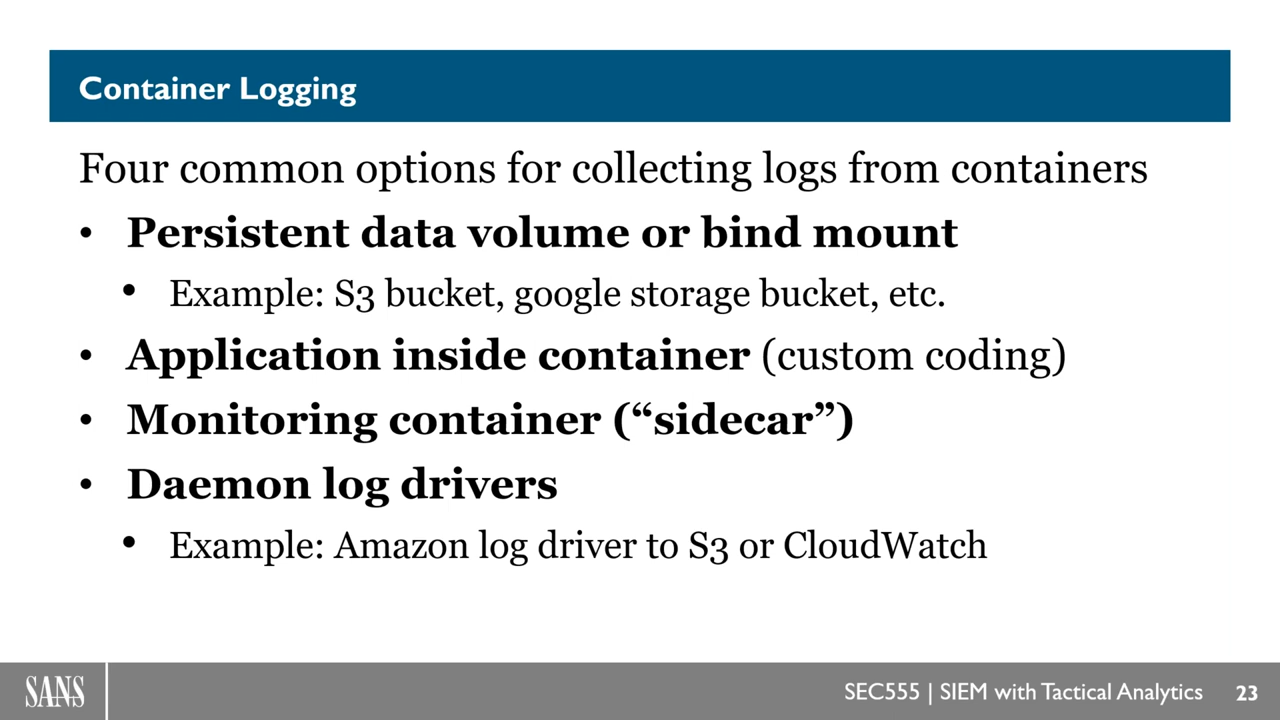 Container Logging
Four common options for collecting logs from containers
• Persistent data volume or bind mount
• Example: S3 bucket, google storage bucket, etc.
• Application inside container (custom coding)
• Monitoring container (“sidecar”)
• Daemon log drivers
• Example: Amazon log driver to S3 or CloudWatch
SANS
SEC555 | SIEM with Tactical Analytics 23